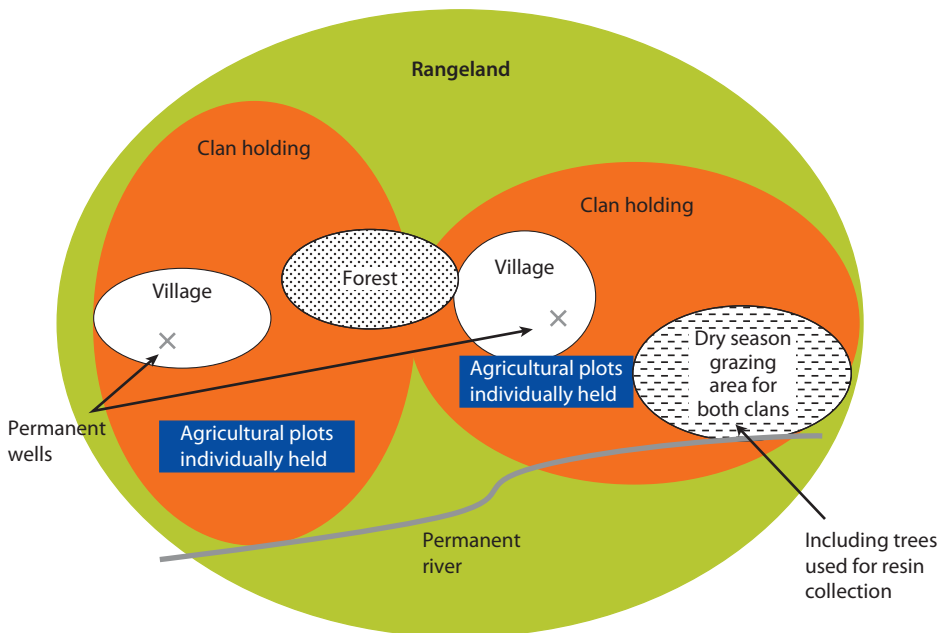 Rangeland
Clan holding
Clan holding
Village
Forest
Village
Dry season
grazing
area for
both clans
Agricultural plots
individually held
Permanent
wells
Agricultural plots
individually held
Permanent
river
Including trees
used for resin
collection